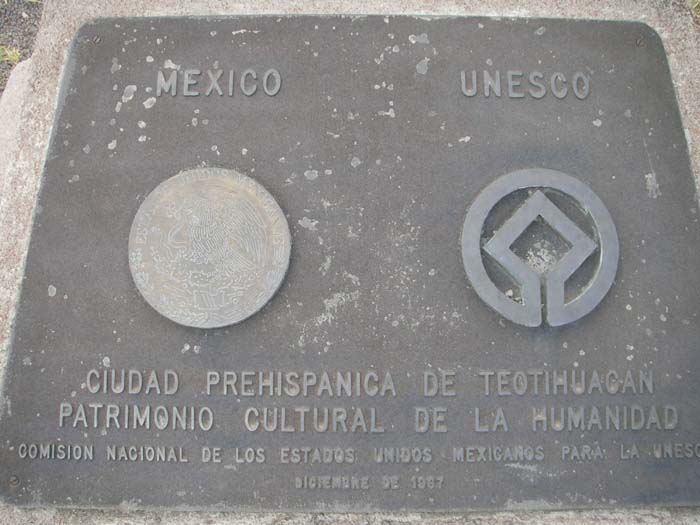 MEXICO UNESCO
CIUDAD PREHISPANICA DE TEOTIHUACAN
PATRIMONIO CULTURAL DE LA HUMANIDAD
COMISION NACIONAL DE LOS ESTADOS UNIDOS MEXICANOS PARA LA UNESCO
DICIEMBRE DE 1987